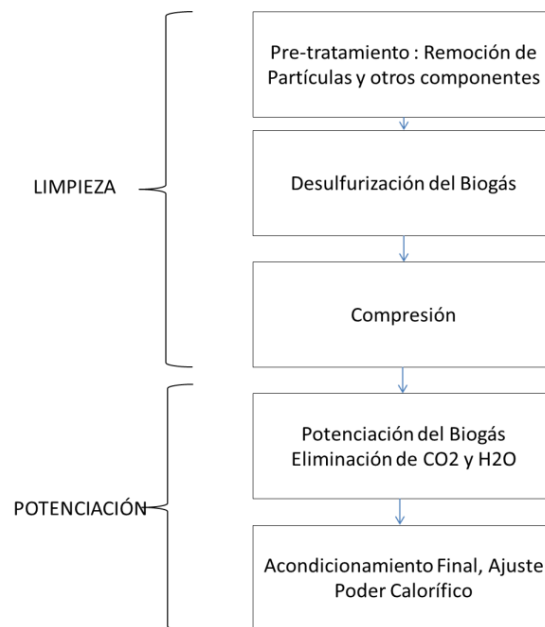 Pre-tratamiento : Remoción de
Partículas y otros componentes
LIMPIEZA
Desulfurización del Biogás
Compresión
Potenciación del Biogás
Eliminación de CO2 y H2O
POTENCIACIÓN
Acondicionamiento Final, Ajuste
Poder Calorífico